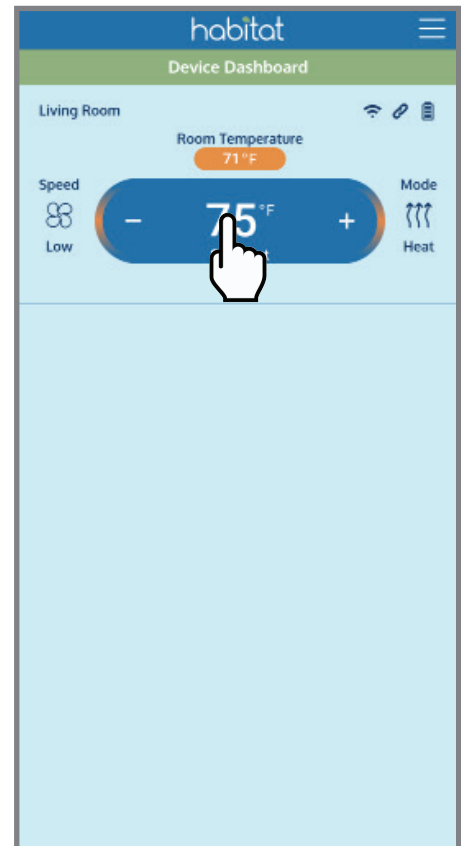 habitat
Device Dashboard
Living Room
Room Temperature
71°F
Speed
Mode
− 75°F +
Low
Heat